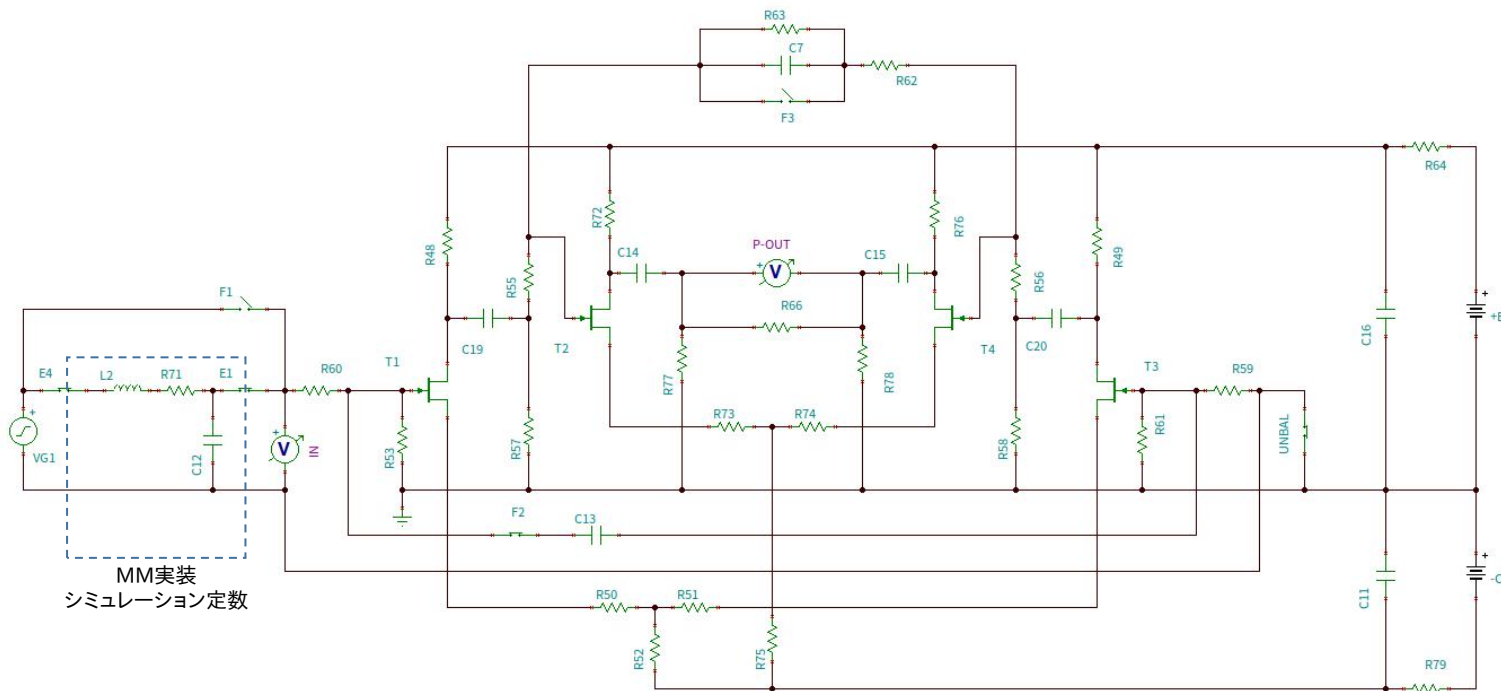 R63
C7
R62
F3
R64
R72
R76
R48
R49
P-OUT
C14
C15
R55
R56
+
V
F1
R66
C16
+
+E
C19
T2
T4
C20
T1
T3
E4
L2
R71
E1
R60
R59
R77
R78
+
VG1
C12
+
V
IN
R53
R57
R73
R74
R58
R61
UNBAL
F2
C13
MM実装
シミュレーション定数
R50
R51
C11
+
-C
R52
R75
R79